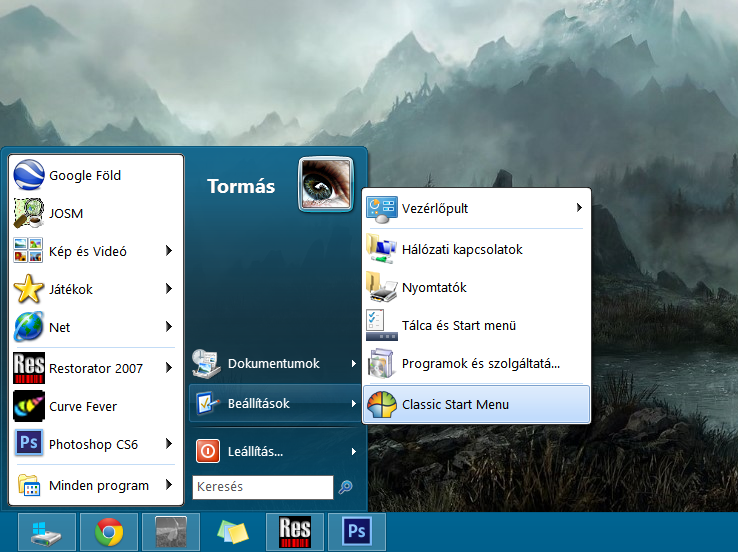 Tormás
Google Föld
JOSM
Kép és Videó
Játékok
Net
Restorator 2007
Curve Fever
Photoshop CS6
Minden program
Dokumentumok
Beállítások
Leállítás...
Keresés
Vezérlőpult
Hálózati kapcsolatok
Nyomtatók
Tálca és Start menü
Programok és szolgáltatá...
Classic Start Menu
Res
Ps
Res
Ps